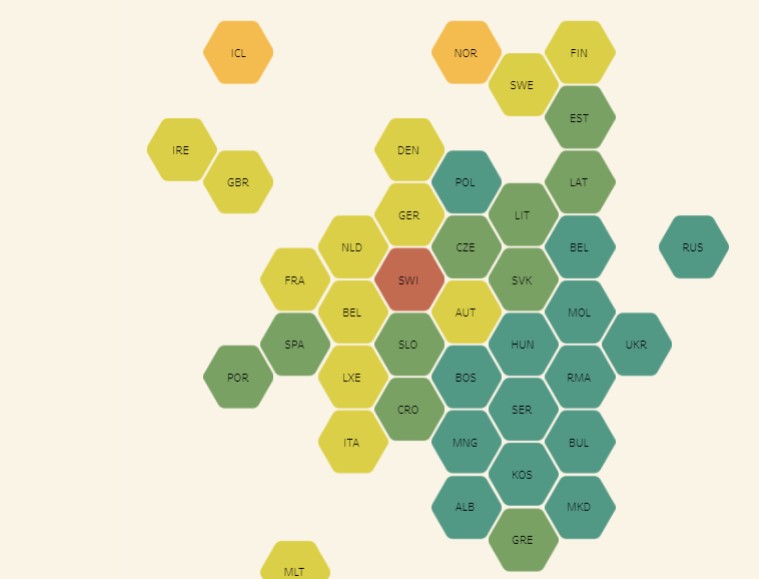 ICL
NOR
FIN
SWE
EST
IRE
DEN
GBR
POL
LAT
GER
LIT
NLD
CZE
BEL
RUS
FRA
SWI
SVK
BEL
AUT
MOL
SPA
SLO
HUN
UKR
POR
LXE
BOS
RMA
CRO
SER
ITA
MNG
BUL
KOS
ALB
MKD
GRE
MLT